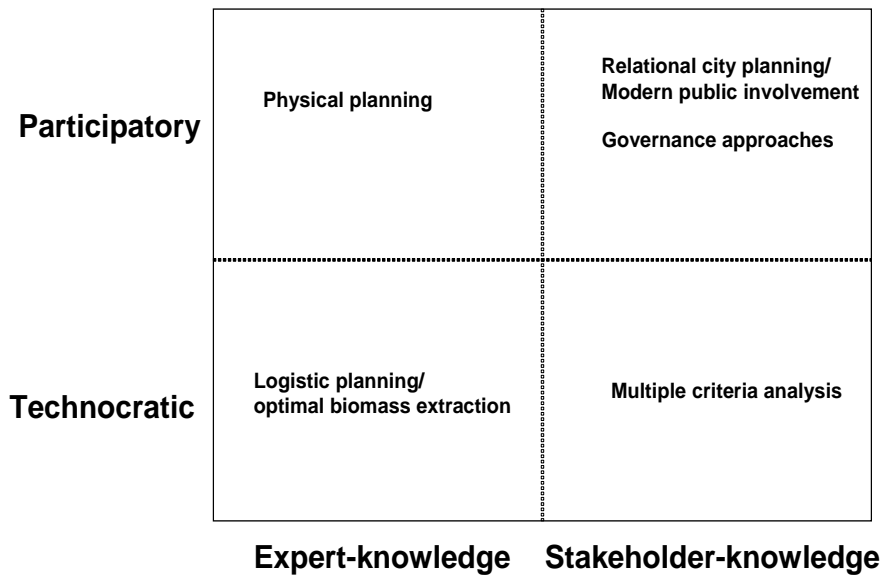 Participatory
Physical planning
Relational city planning/
Modern public involvement
Governance approaches
Technocratic
Logistic planning/
optimal biomass extraction
Multiple criteria analysis
Expert-knowledge
Stakeholder-knowledge